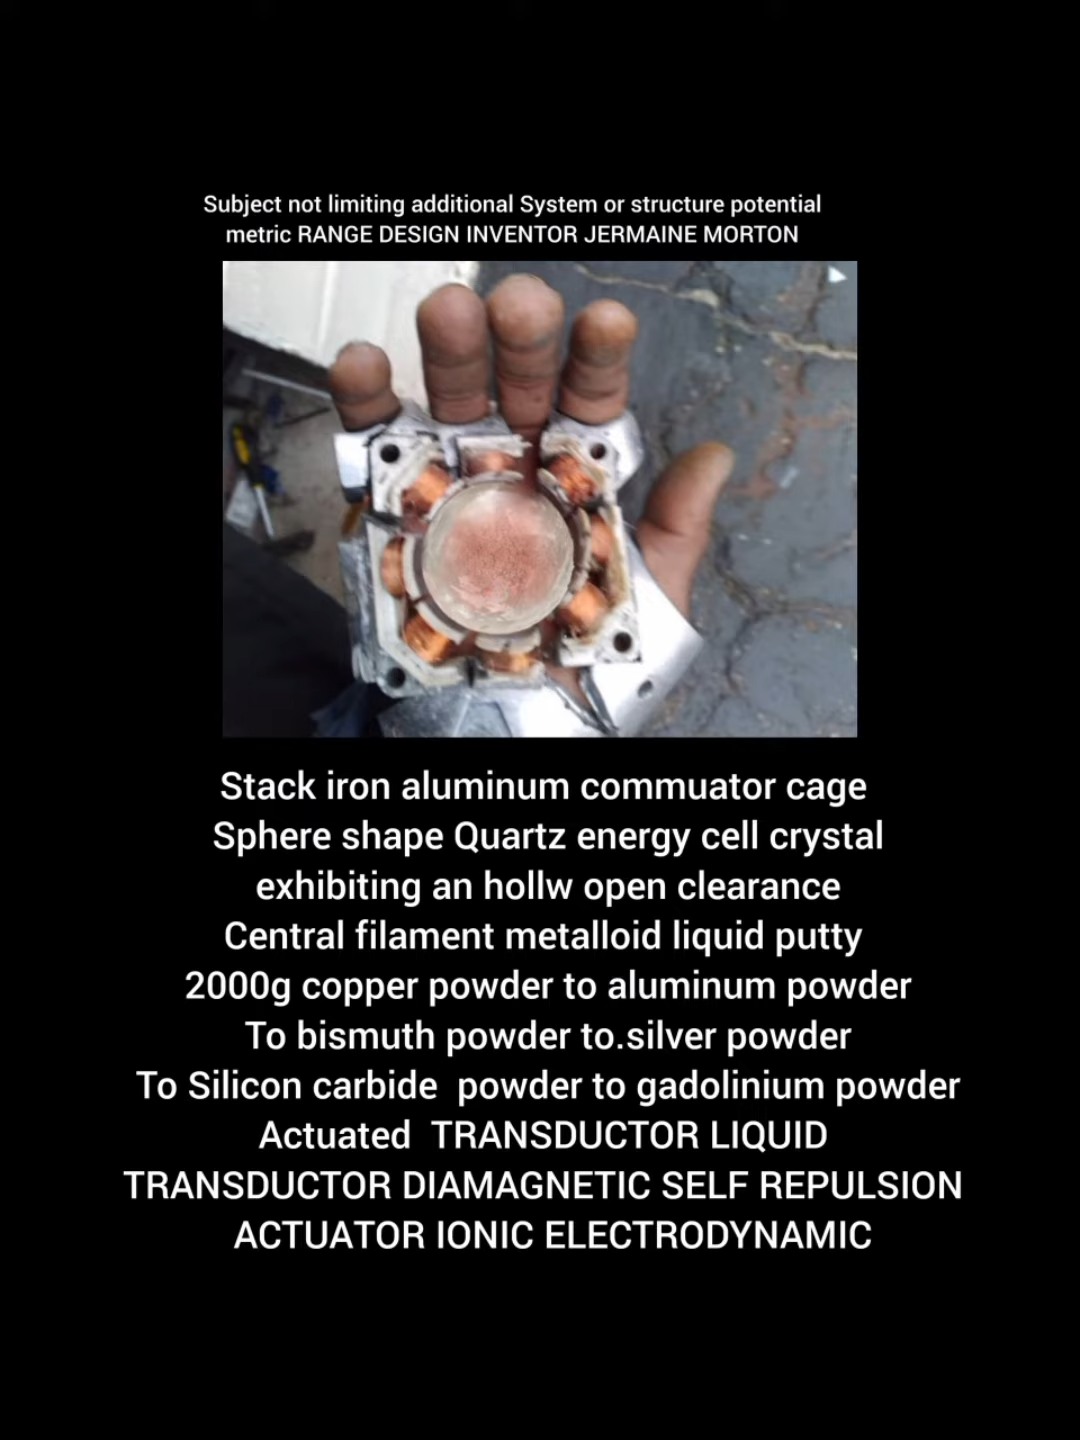 Subject not limiting additional System or structure potential
metric RANGE DESIGN INVENTOR JERMAINE MORTON
Stack iron aluminum commuator cage
Sphere shape Quartz energy cell crystal
exhibiting an hollw open clearance
Central filament metalloid liquid putty
2000g copper powder to aluminum powder
To bismuth powder to.silver powder
To Silicon carbide  powder to gadolinium powder
Actuated  TRANSDUCTOR LIQUID
TRANSDUCTOR DIAMAGNETIC SELF REPULSION
ACTUATOR IONIC ELECTRODYNAMIC